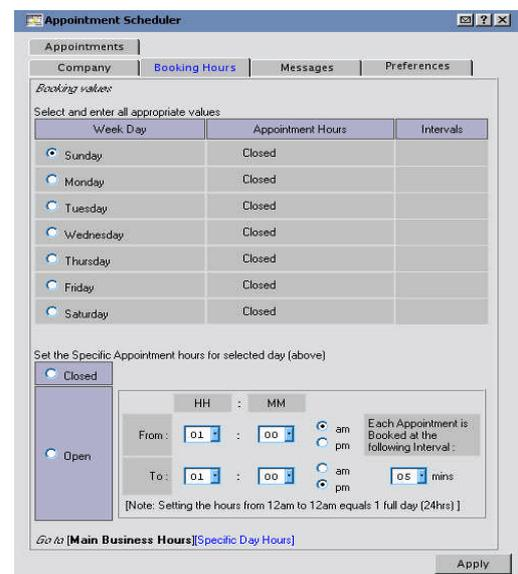 Appointment Scheduler
Appointments
Company Booking Hours Messages Preferences
Booking values
Select and enter all appropriate values
Week Day Appointment Hours Intervals
Sunday Closed
Monday Closed
Tuesday Closed
Wednesday Closed
Thursday Closed
Friday Closed
Saturday Closed
Set the Specific Appointment hours for selected day (above)
Closed
Open
HH : MM
From : 01 : 00 am pm
Each Appointment is
Booked at the
following Interval :
To : 01 : 00 am pm 05 mins
[Note: Setting the hours from 12am to 12am equals 1 full day (24hrs) ]
Go to [Main Business Hours][Specific Day Hours]
Apply